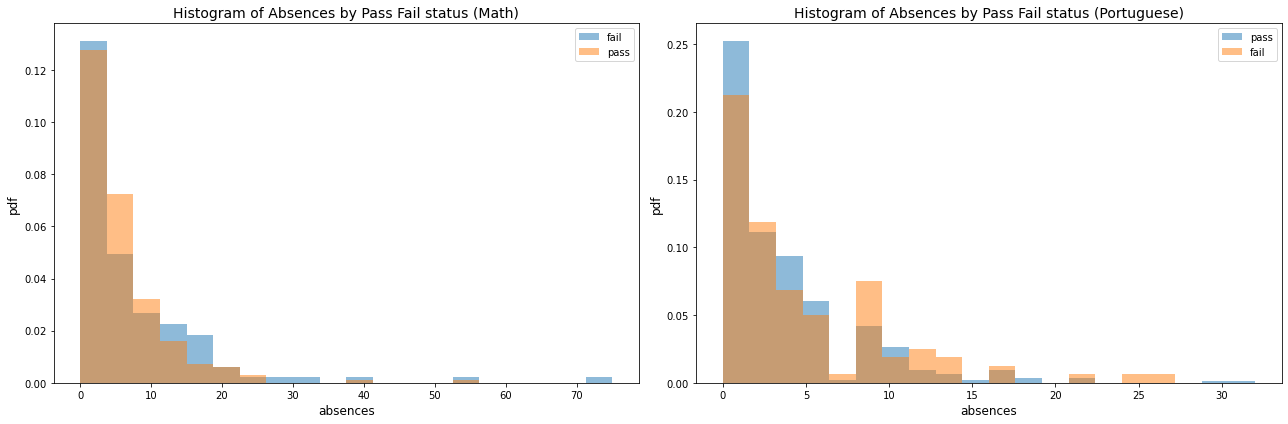 Histogram of Absences by Pass Fail status (Math)
fail
pass
0.12
0.10
0.08
0.06
0.04
0.02
0.00
pdf
0 10 20 30 40 50 60 70
absences
Histogram of Absences by Pass Fail status (Portuguese)
pass
fail
0.25
0.20
0.15
0.10
0.05
0.00
pdf
0 5 10 15 20 25 30
absences